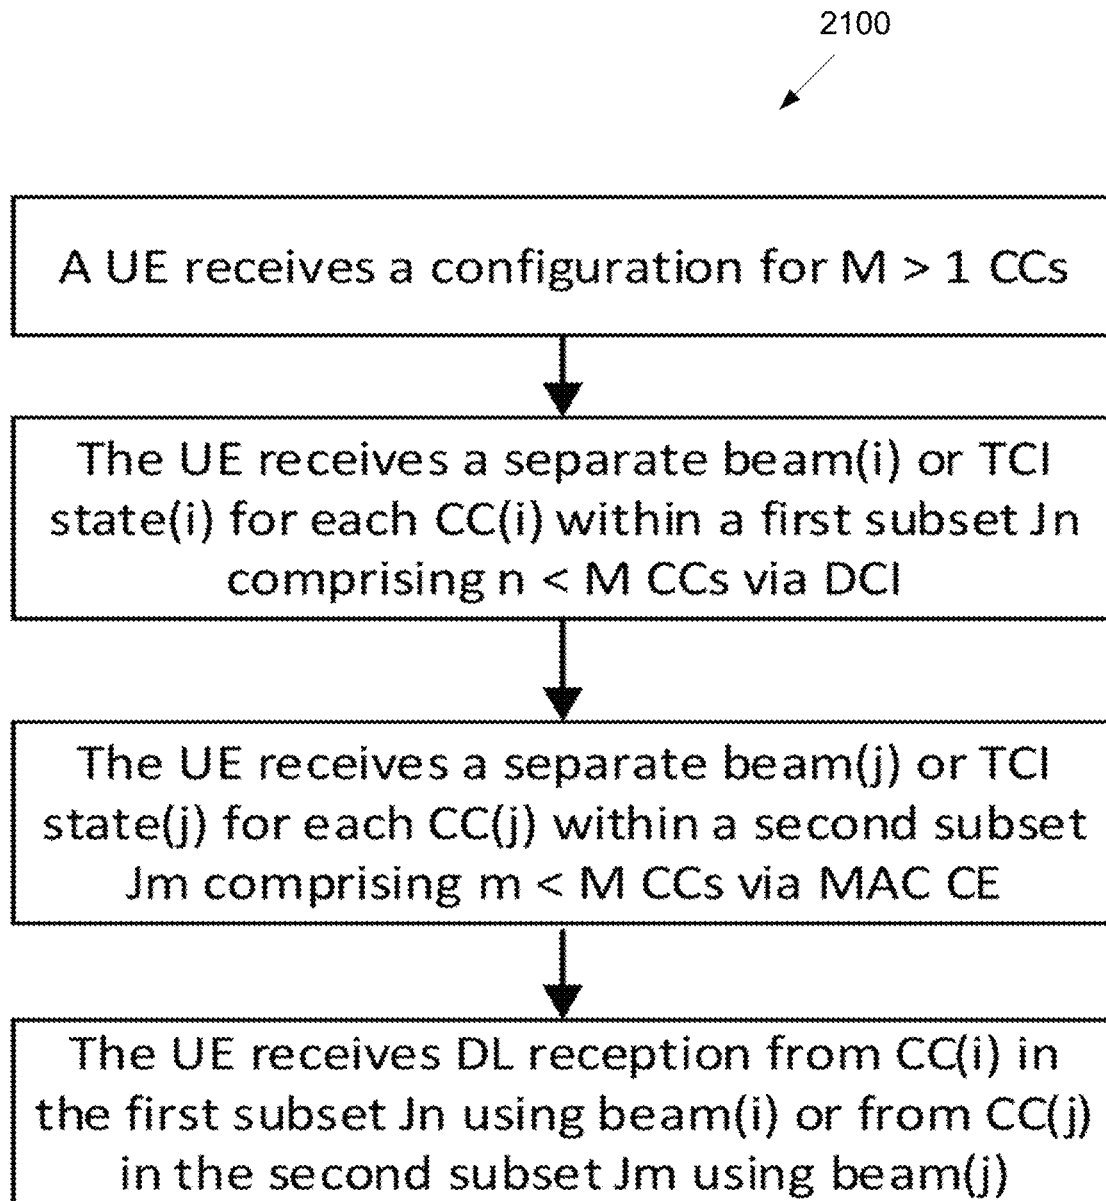 2100
A UE receives a configuration for M > 1 CCs
The UE receives a separate beam(i) or TCI
state(i) for each CC(i) within a first subset Jn
comprising n < M CCs via DCI
The UE receives a separate beam(j) or TCI
state(j) for each CC(j) within a second subset
Jm comprising m < M CCs via MAC CE
The UE receives DL reception from CC(i) in
the first subset Jn using beam(i) or from CC(j)
in the second subset Jm using beam(j)